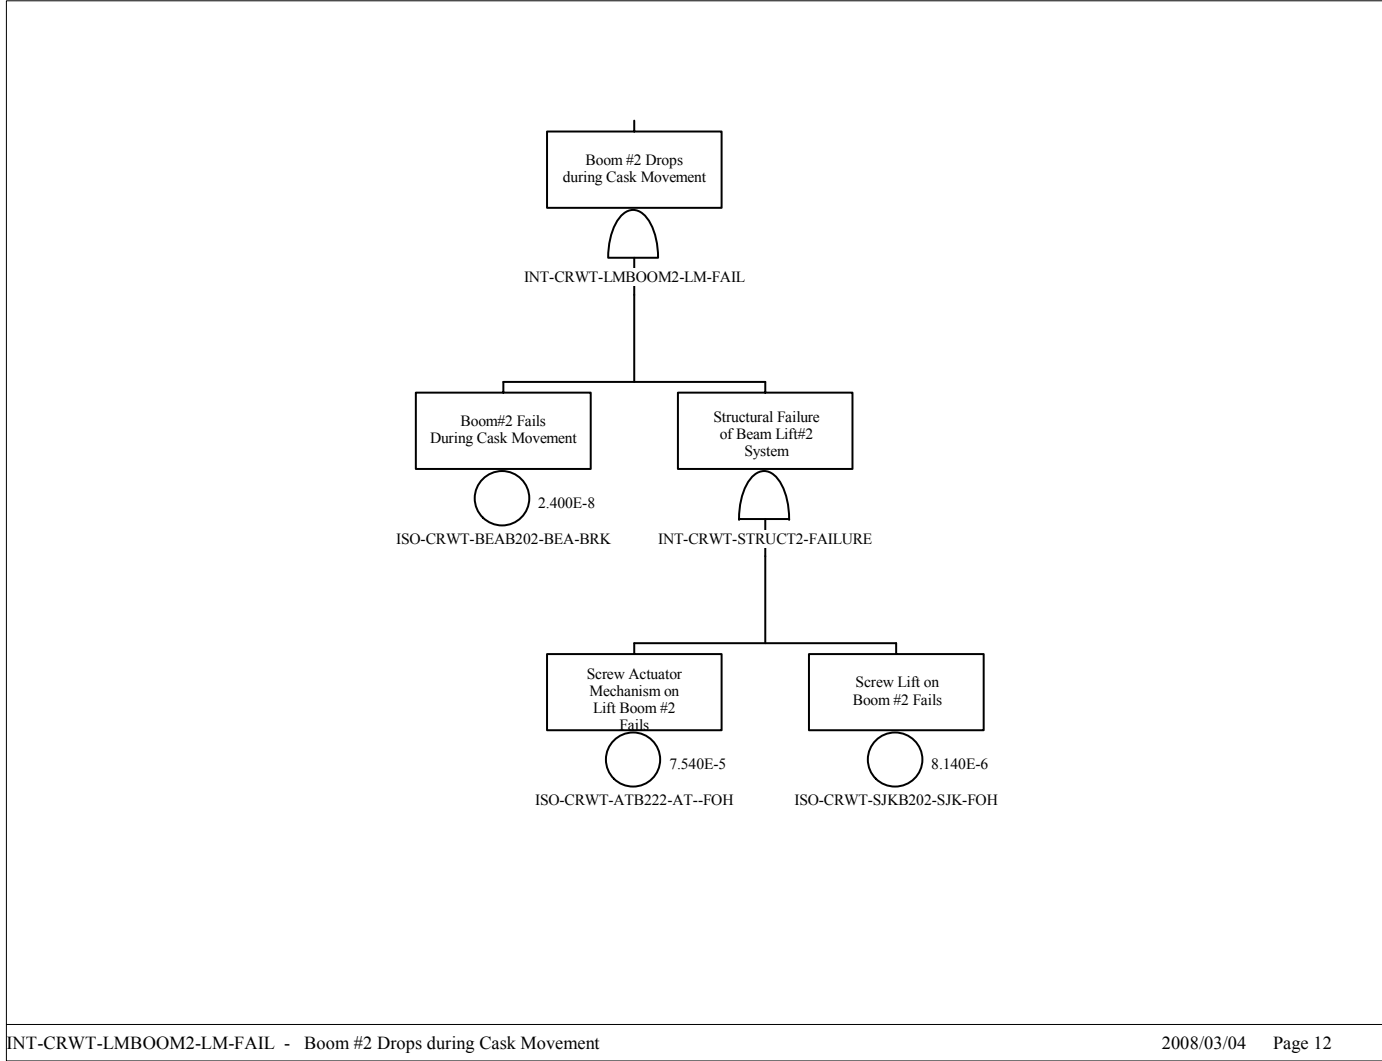 Boom #2 Drops
during Cask Movement
INT-CRWT-LMBOOM2-LM-FAIL
Boom#2 Fails
During Cask Movement
2.400E-8
ISO-CRWT-BEAB202-BEA-BRK
Structural Failure
of Beam Lift#2
System
INT-CRWT-STRUCT2-FAILURE
Screw Actuator
Mechanism on
Lift Boom #2
Fails
7.540E-5
ISO-CRWT-ATB222-AT--FOH
Screw Lift on
Boom #2 Fails
8.140E-6
ISO-CRWT-SJKB202-SJK-FOH
INT-CRWT-LMBOOM2-LM-FAIL - Boom #2 Drops during Cask Movement 2008/03/04 Page 12